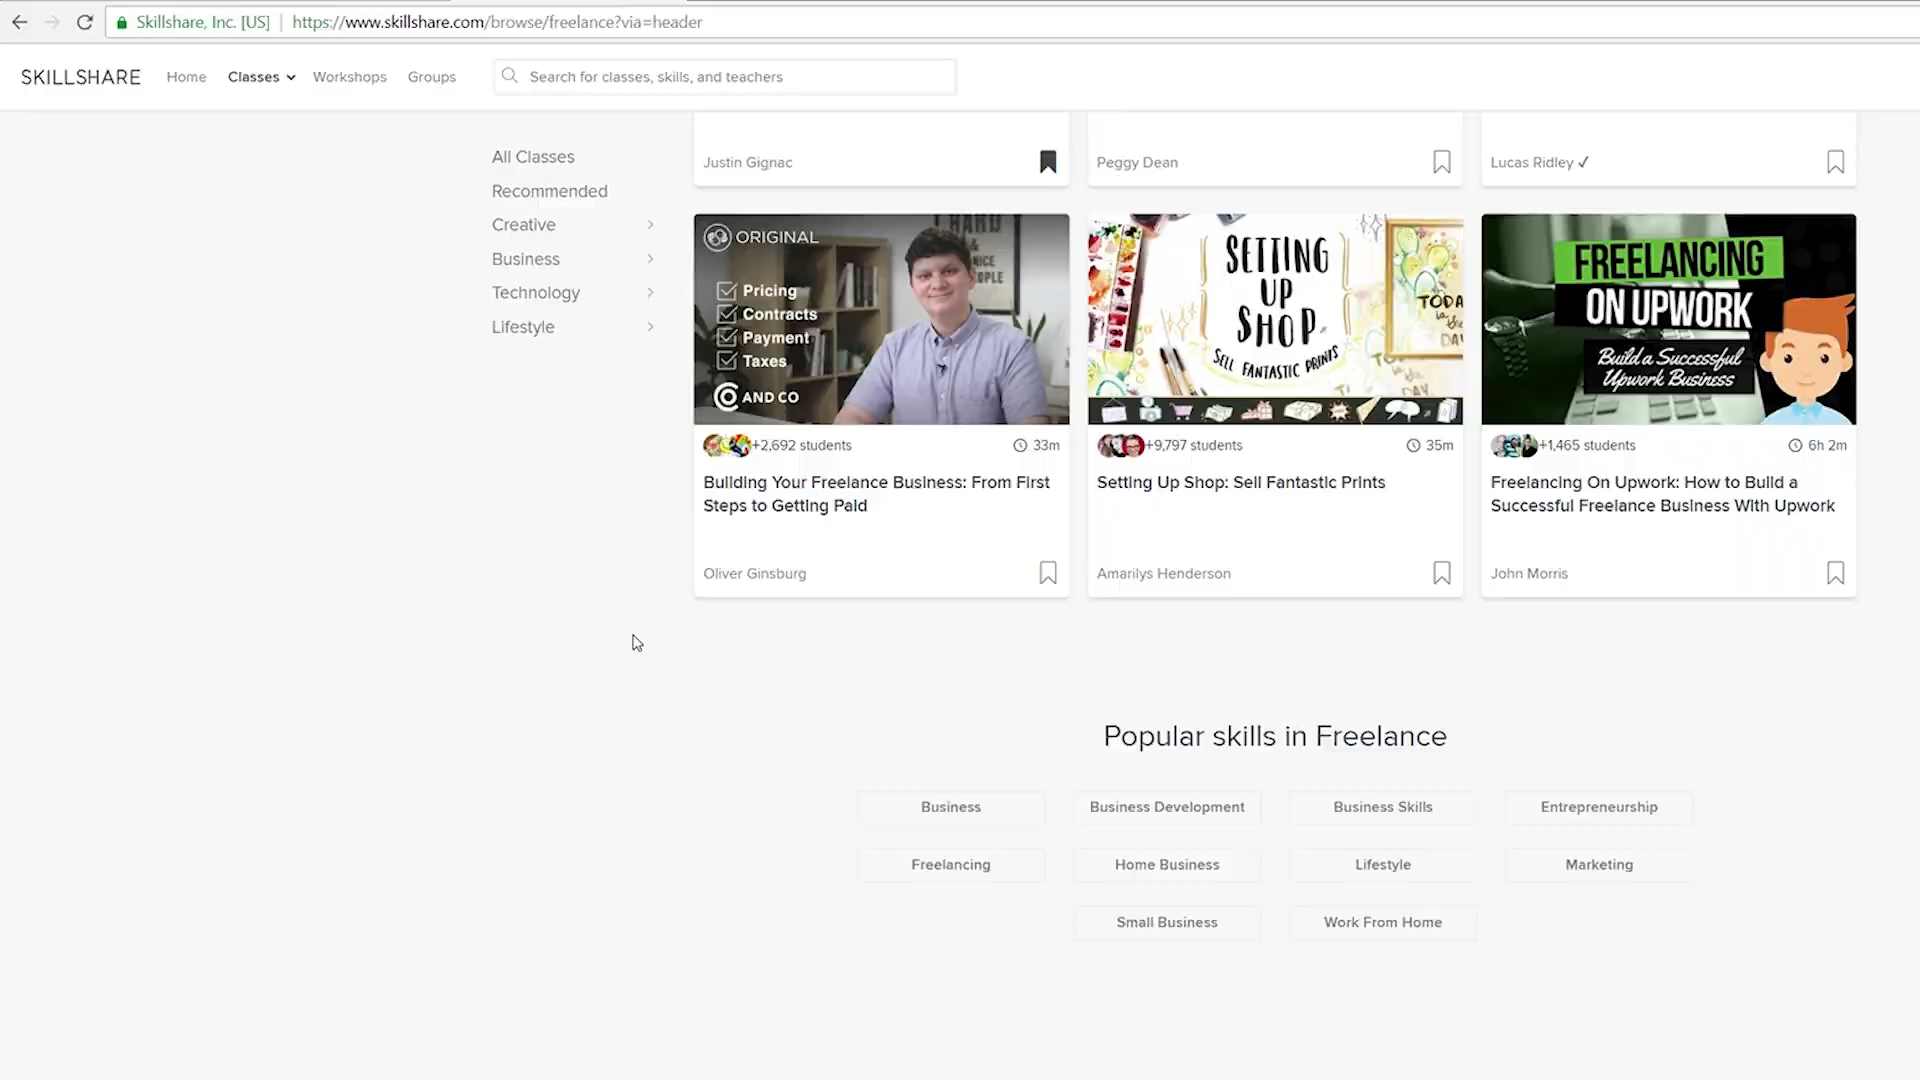 Skillshare, Inc. [US] https://www.skillshare.com/browse/freelance?via=header
SKILLSHARE Home Classes Workshops Groups Search for classes, skills, and teachers
All Classes
Recommended
Creative
Business
Technology
Lifestyle
Justin Gignac
Peggy Dean
Lucas Ridley ✓
ORIGINAL
Pricing
Contracts
Payment
Taxes
AND CO
NICE
+2,692 students 33m
Building Your Freelance Business: From First
Steps to Getting Paid
Oliver Ginsburg
SETTING
UP
SHOP
SELL FANTASTIC PRINTS
TODA
+9,797 students 35m
Setting Up Shop: Sell Fantastic Prints
Amarilys Henderson
FREELANCING
ON UPWORK
Build a Successful
Upwork Business
+1,465 students 6h 2m
Freelancing On Upwork: How to Build a
Successful Freelance Business With Upwork
John Morris
Popular skills in Freelance
Business Business Development Business Skills Entrepreneurship
Freelancing Home Business Lifestyle Marketing
Small Business Work From Home